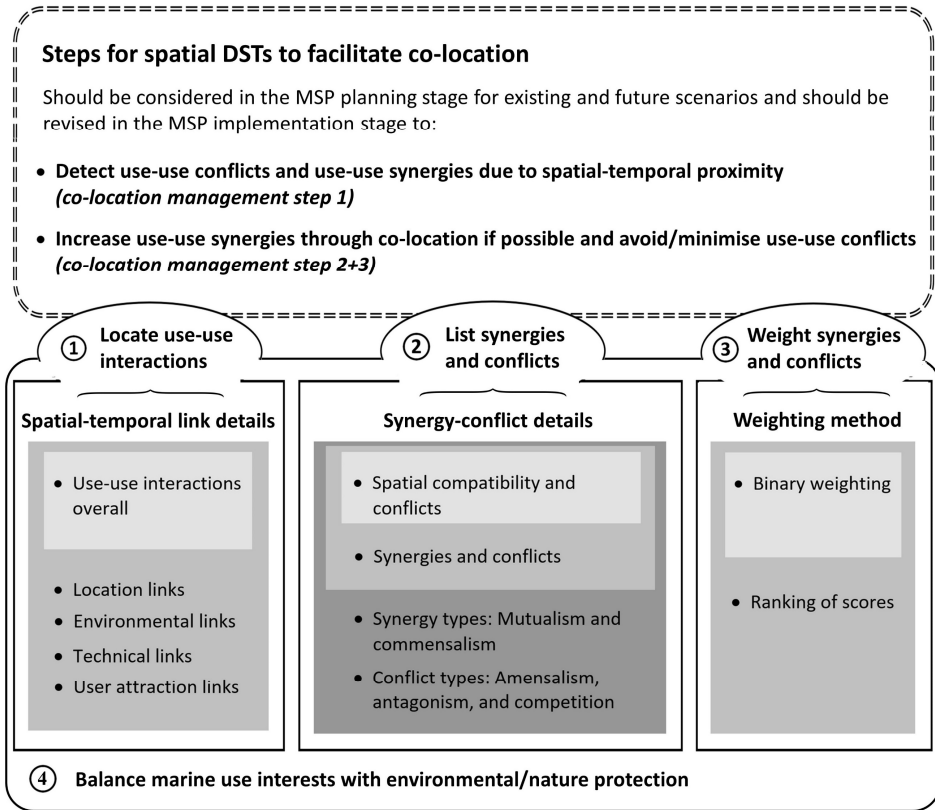 Steps for spatial DSTs to facilitate co-location
Should be considered in the MSP planning stage for existing and future scenarios and should be
revised in the MSP implementation stage to:
• Detect use-use conflicts and use-use synergies due to spatial-temporal proximity
(co-location management step 1)
• Increase use-use synergies through co-location if possible and avoid/minimise use-use conflicts
(co-location management step 2+3)
① Locate use-use
interactions
Spatial-temporal link details
• Use-use interactions
overall
• Location links
• Environmental links
• Technical links
• User attraction links
② List synergies
and conflicts
Synergy-conflict details
• Spatial compatibility and
conflicts
• Synergies and conflicts
• Synergy types: Mutualism and
commensalism
• Conflict types: Amensalism,
antagonism, and competition
③ Weight synergies
and conflicts
Weighting method
• Binary weighting
• Ranking of scores
④ Balance marine use interests with environmental/nature protection